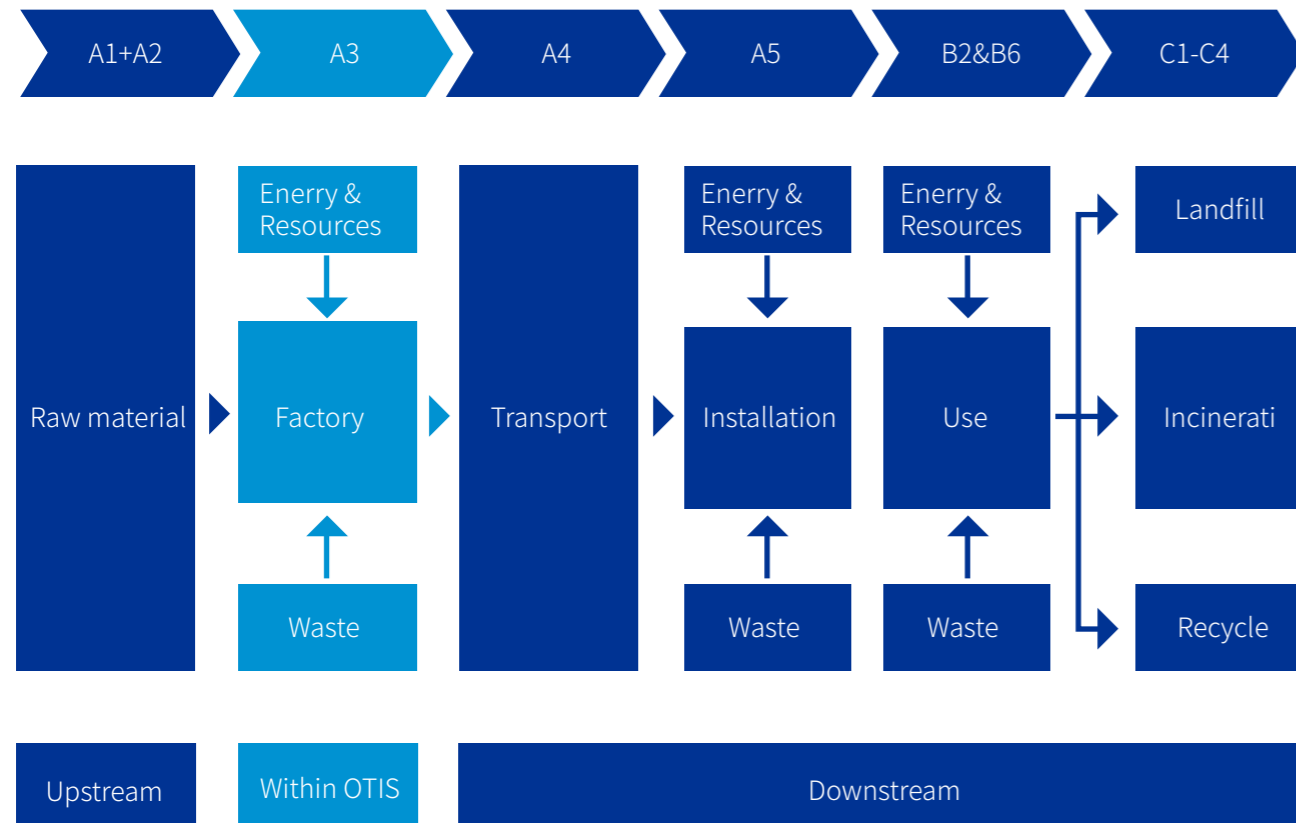 A1+A2
A3
A4
A5
B2&B6
C1-C4
Enerry &
Resources
Enerry &
Resources
Enerry &
Resources
Landfill
Raw material
Factory
Transport
Installation
Use
Incinerati
Waste
Waste
Waste
Recycle
Upstream
Within OTIS
Downstream